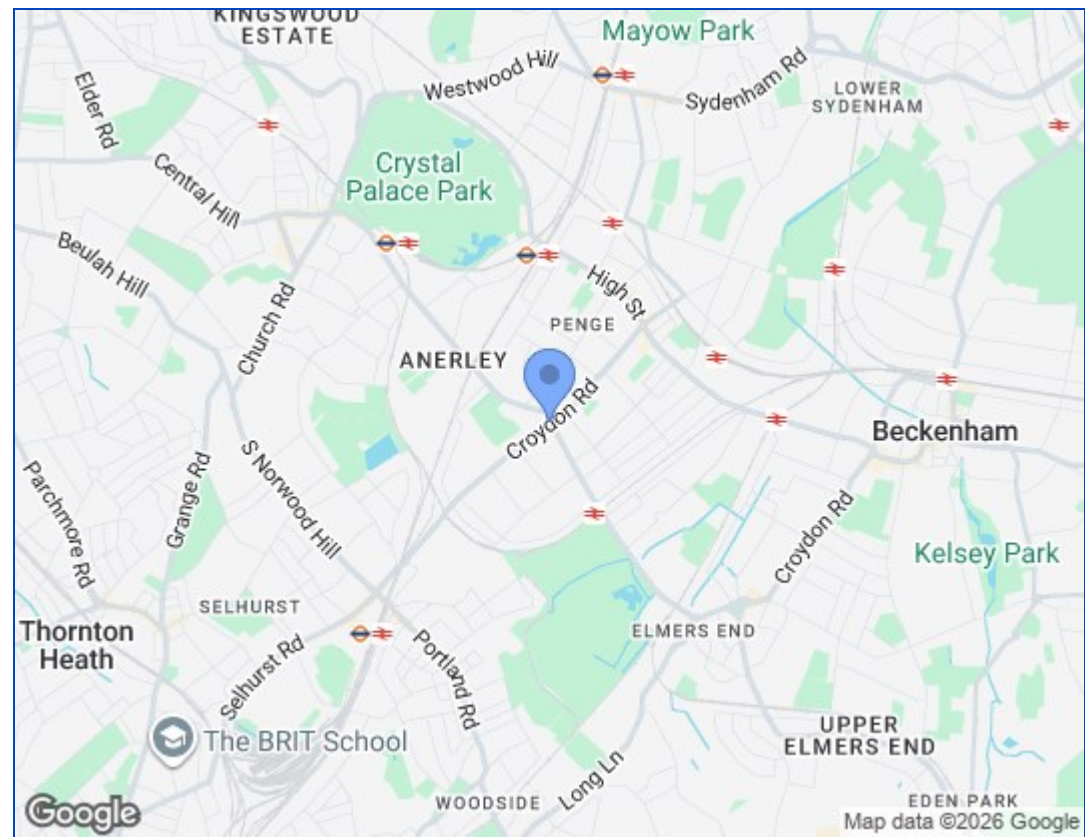 KINGSWOOD
ESTATE
Mayow Park
Westwood Hill
Sydenham Rd
LOWER
SYDENHAM
Elder Rd
Central Hill
Crystal
Palace Park
Beulah Hill
Church Rd
High St
PENGE
ANERLEY
Croydon Rd
Beckenham
S Norwood Hill
Grange Rd
Parchmore Rd
Croydon Rd
Kelsey Park
SELHURST
Thornton
Heath
ELMERS END
Selhurst Rd
Portland Rd
The BRIT School
UPPER
ELMERS END
Long Ln
WOODSIDE
EDEN PARK
Google
Map data ©2026 Google